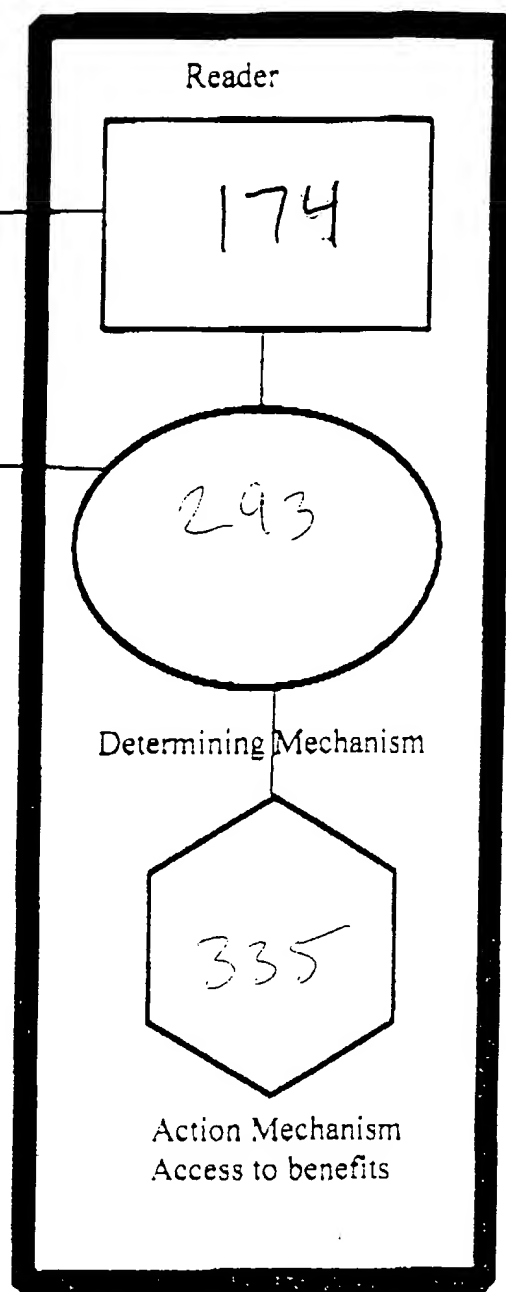 Reader
174
293
Determining Mechanism
335
Action Mechanism
Access to benefits